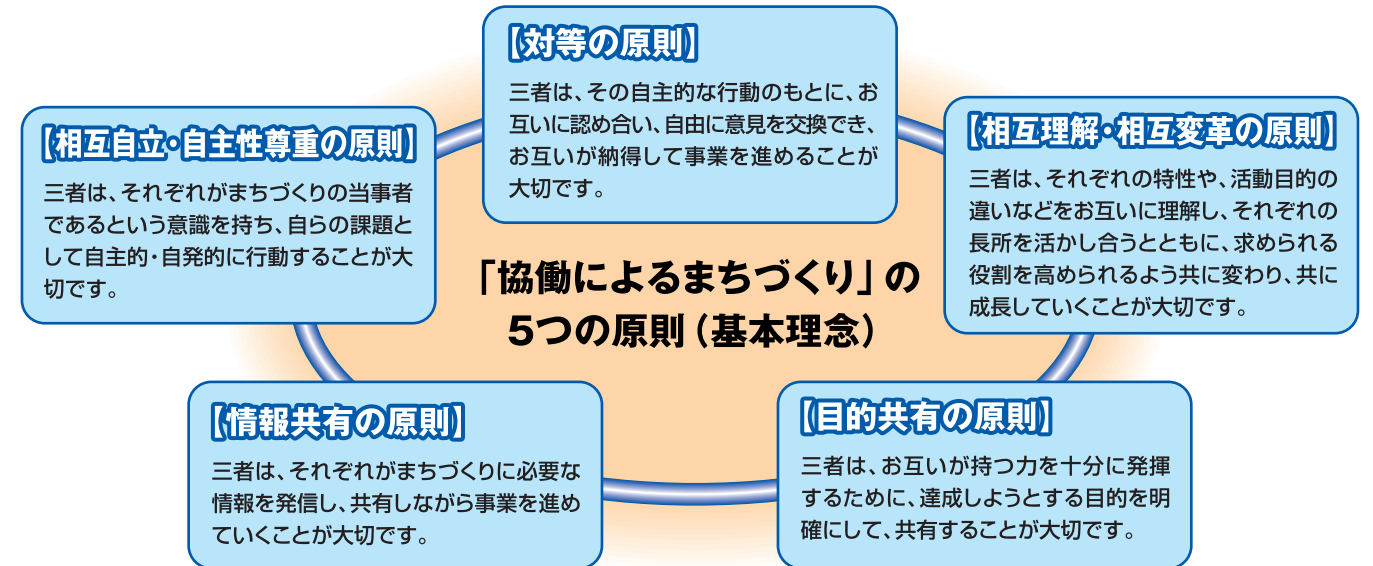 【対等の原則】
三者は、その自主的な行動のもとに、お
互いに認め合い、自由に意見を交換でき、
お互いが納得して事業を進めることが
大切です。
【相互自立・自主性尊重の原則】
三者は、それぞれがまちづくりの当事者
であるという意識を持ち、自らの課題と
して自主的・自発的に行動することが大
切です。
【相互理解・相互変革の原則】
三者は、それぞれの特性や、活動目的の
違いなどをお互いに理解し、それぞれの
長所を活かし合うとともに、求められる
役割を高められるよう共に変わり、共に
成長していくことが大切です。
「協働によるまちづくり」の
5つの原則（基本理念）
【情報共有の原則】
三者は、それぞれがまちづくりに必要な
情報を発信し、共有しながら事業を進め
ていくことが大切です。
【目的共有の原則】
三者は、お互いが持つ力を十分に発揮
するために、達成しようとする目的を明
確にして、共有することが大切です。